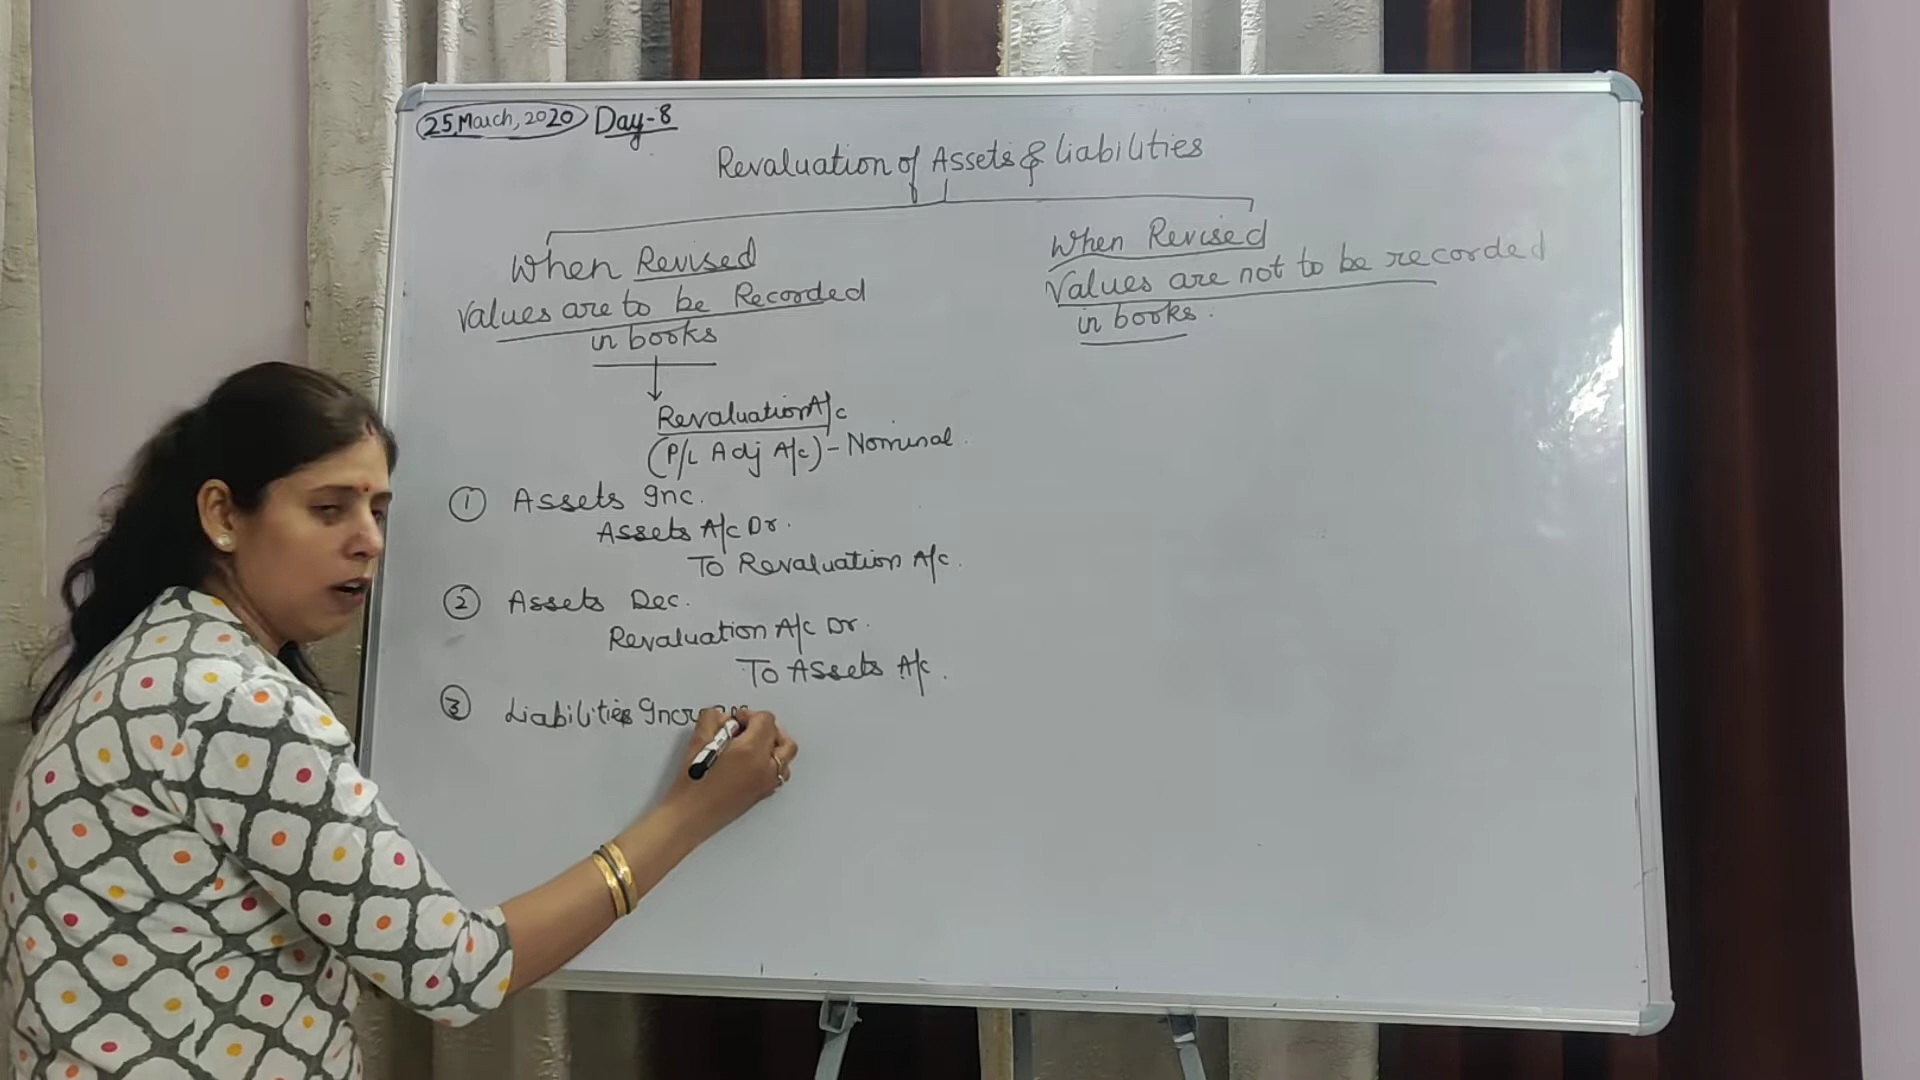 25, March, 2020 Day-8
Revaluation of Assets & Liabilities
When Revised
Values are to be Recorded
in books
When Revised
Values are not to be recorded
in books.
Revaluation A/c
(P/L Adj A/c) - Nominal.
① Assets Inc.
Assets A/c Dr.
To Revaluation A/c.
② Assets Dec.
Revaluation A/c Dr.
To Assets A/c.
③ Liabilities